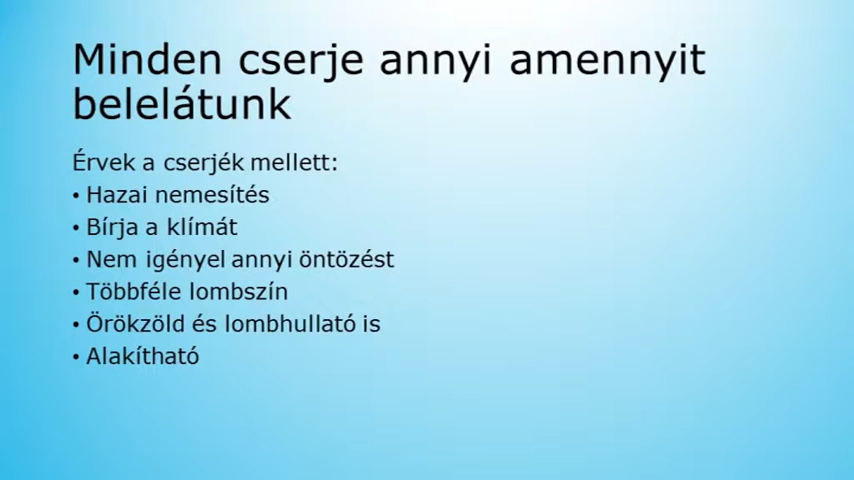 Minden cserje annyi amennyit
belelátunk
Érvek a cserjék mellett:
• Hazai nemesítés
• Bírja a klímát
• Nem igényel annyi öntözést
• Többféle lombszín
• Örökzöld és lombhullató is
• Alakítható